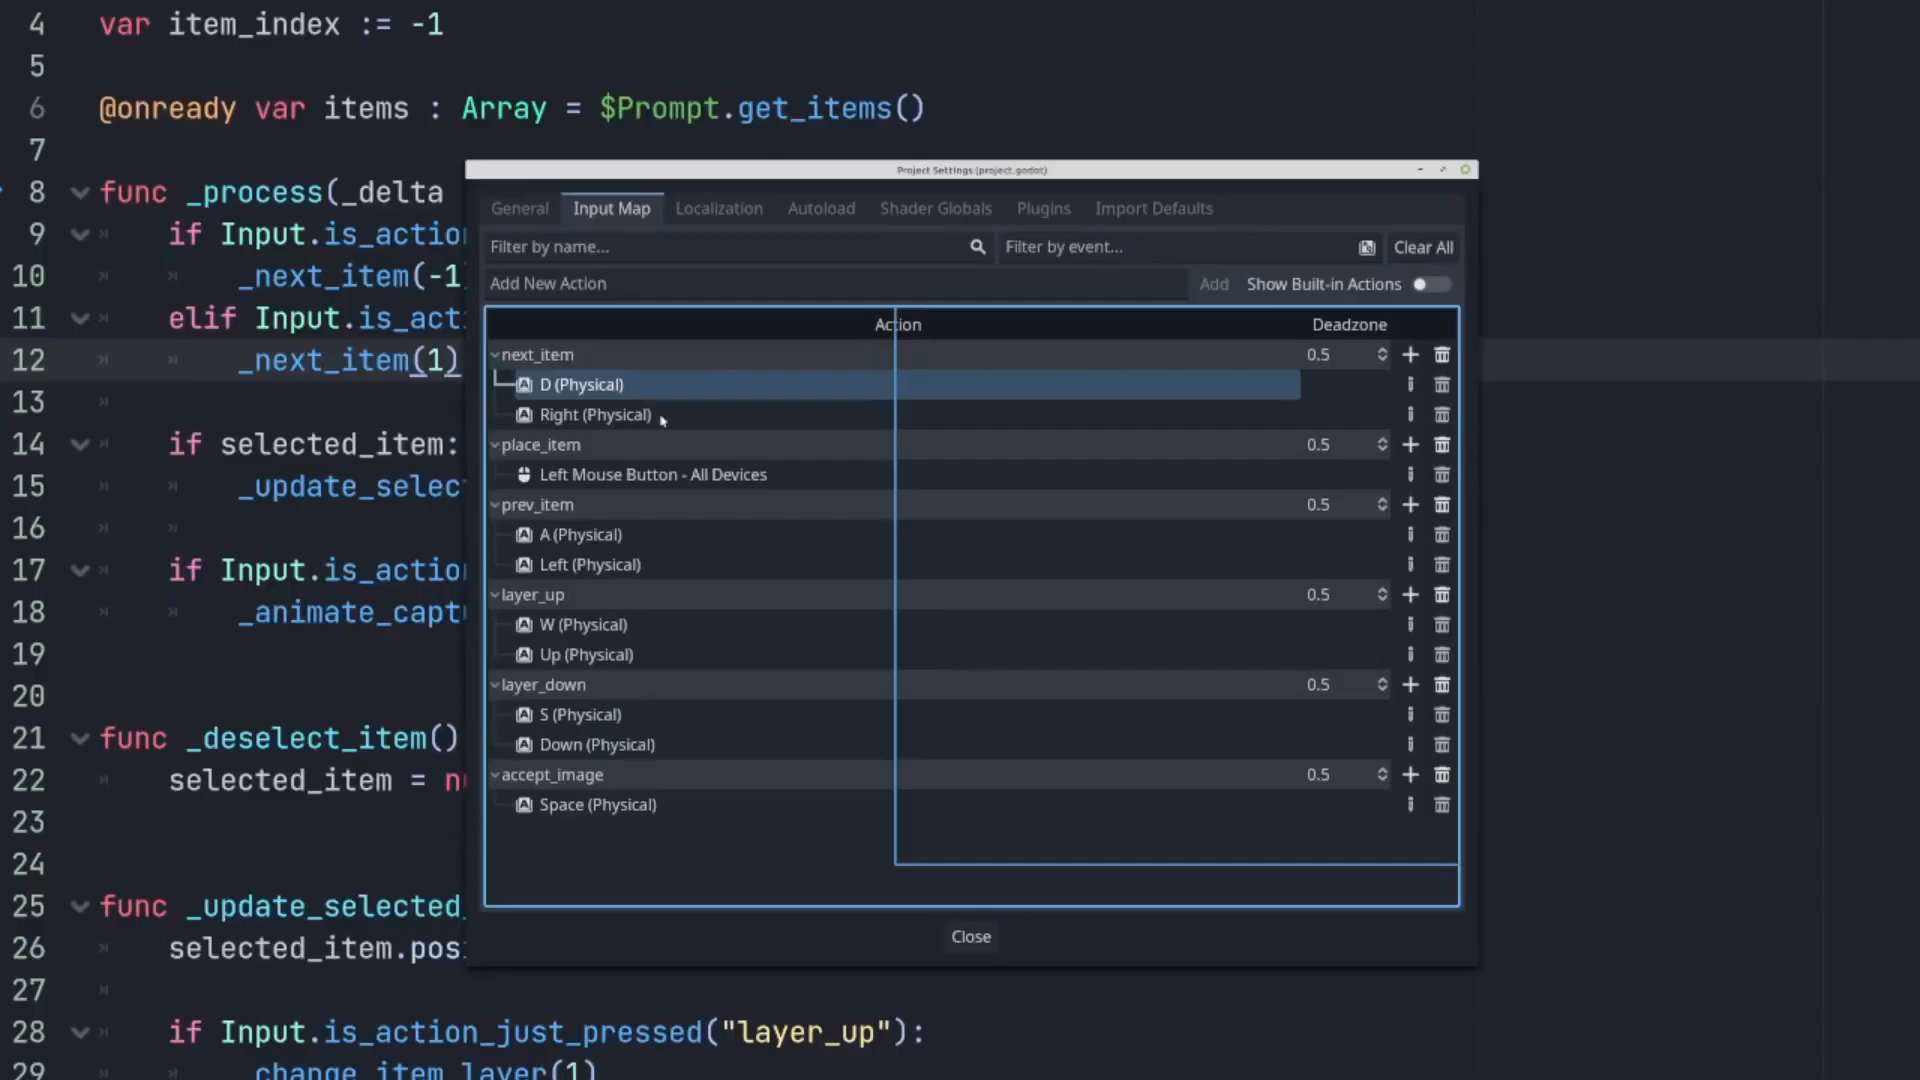 4 var item_index := -1
5
6 @onready var items : Array = $Prompt.get_items()
7
8 func _process(_delta
9 if Input.is_actio
10 _next_item(-1
11 elif Input.is_act
12 _next_item(1)
13
14 if selected_item:
15 _update_selec
16
17 if Input.is_actio
18 _animate_capt
19
20
21 func _deselect_item()
22 selected_item = nu
23
24
25 func _update_selected_
26 selected_item.pos
27
28 if Input.is_action_just_pressed("layer_up"):
29 change_item_layer(1)
Project Settings (project.godot)
General Input Map Localization Autoload Shader Globals Plugins Import Defaults
Filter by name... Filter by event... Clear All
Add New Action Add Show Built-in Actions
Action Deadzone
next_item 0.5
D (Physical)
Right (Physical)
place_item 0.5
Left Mouse Button - All Devices
prev_item 0.5
A (Physical)
Left (Physical)
layer_up 0.5
W (Physical)
Up (Physical)
layer_down 0.5
S (Physical)
Down (Physical)
accept_image 0.5
Space (Physical)
Close